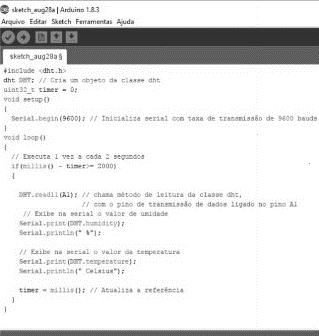 sketch_aug28a | Arduino 1.8.3
Arquivo Editar Sketch Ferramentas Ajuda
sketch_aug28a §
#include <dht.h>
dht DHT; // Cria um objeto da classe dht
uint32_t timer = 0;
void setup()
{
Serial.begin(9600); // Inicializa serial com taxa de transmissão de 9600 bauds
}
void loop()
{
// Executa 1 vez a cada 2 segundos
if(millis() - timer>= 2000)
{
DHT.read11(A1); // chama método de leitura da classe dht,
// com o pino de transmissão de dados ligado no pino A1
// Exibe na serial o valor de umidade
Serial.print(DHT.humidity);
Serial.println(" %");
// Exibe na serial o valor da temperatura
Serial.print(DHT.temperature);
Serial.println(" Celsius");
timer = millis(); // Atualiza a referência
}
}